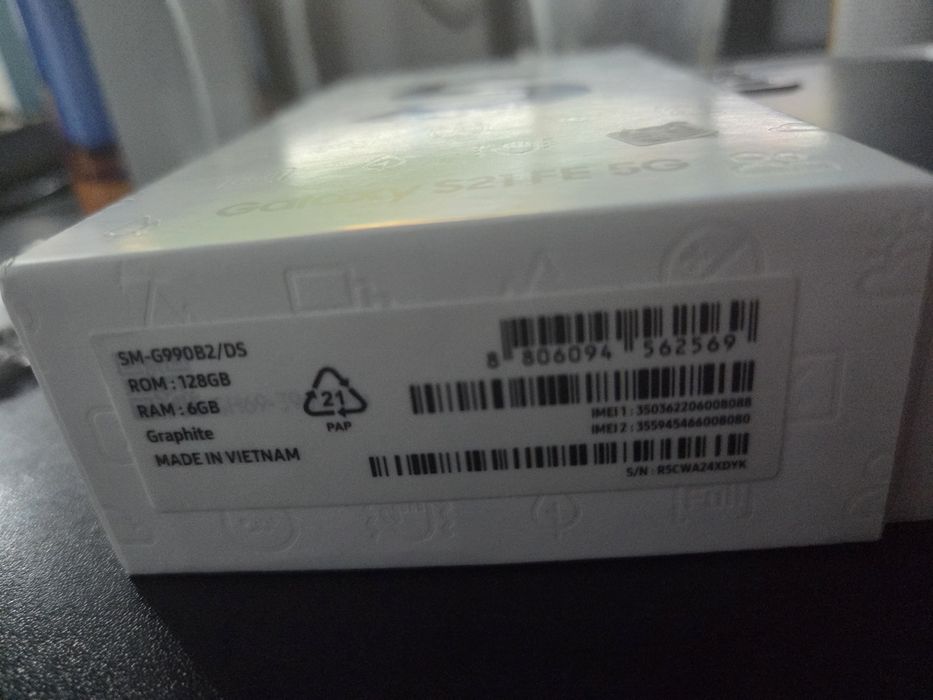 Galaxy S21 FE 5G
SM-G990B2/DS
ROM : 128GB
RAM : 6GB
Graphite
MADE IN VIETNAM
21
PAP
8 806094 562569
IMEI 1 : 350362206008088
IMEI 2 : 355945466008080
S/N : R5CWA24XDYK